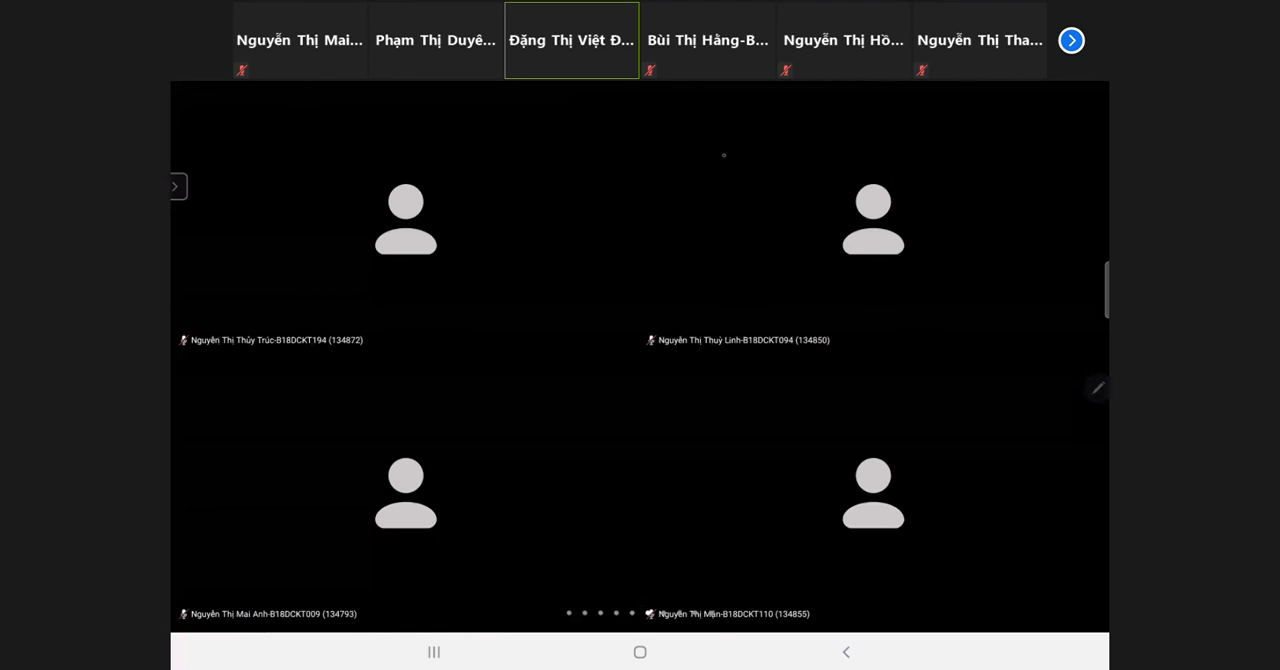 Nguyễn Thị Mai...
Phạm Thị Duyê...
Đặng Thị Việt Đ...
Bùi Thị Hằng-B...
Nguyễn Thị Hồ...
Nguyễn Thị Tha...
Nguyễn Thị Thủy Trúc-B18DCKT194 (134872)
Nguyễn Thị Thuỳ Linh-B18DCKT094 (134850)
Nguyễn Thị Mai Anh-B18DCKT009 (134793)
Nguyễn Thị Mận-B18DCKT110 (134855)